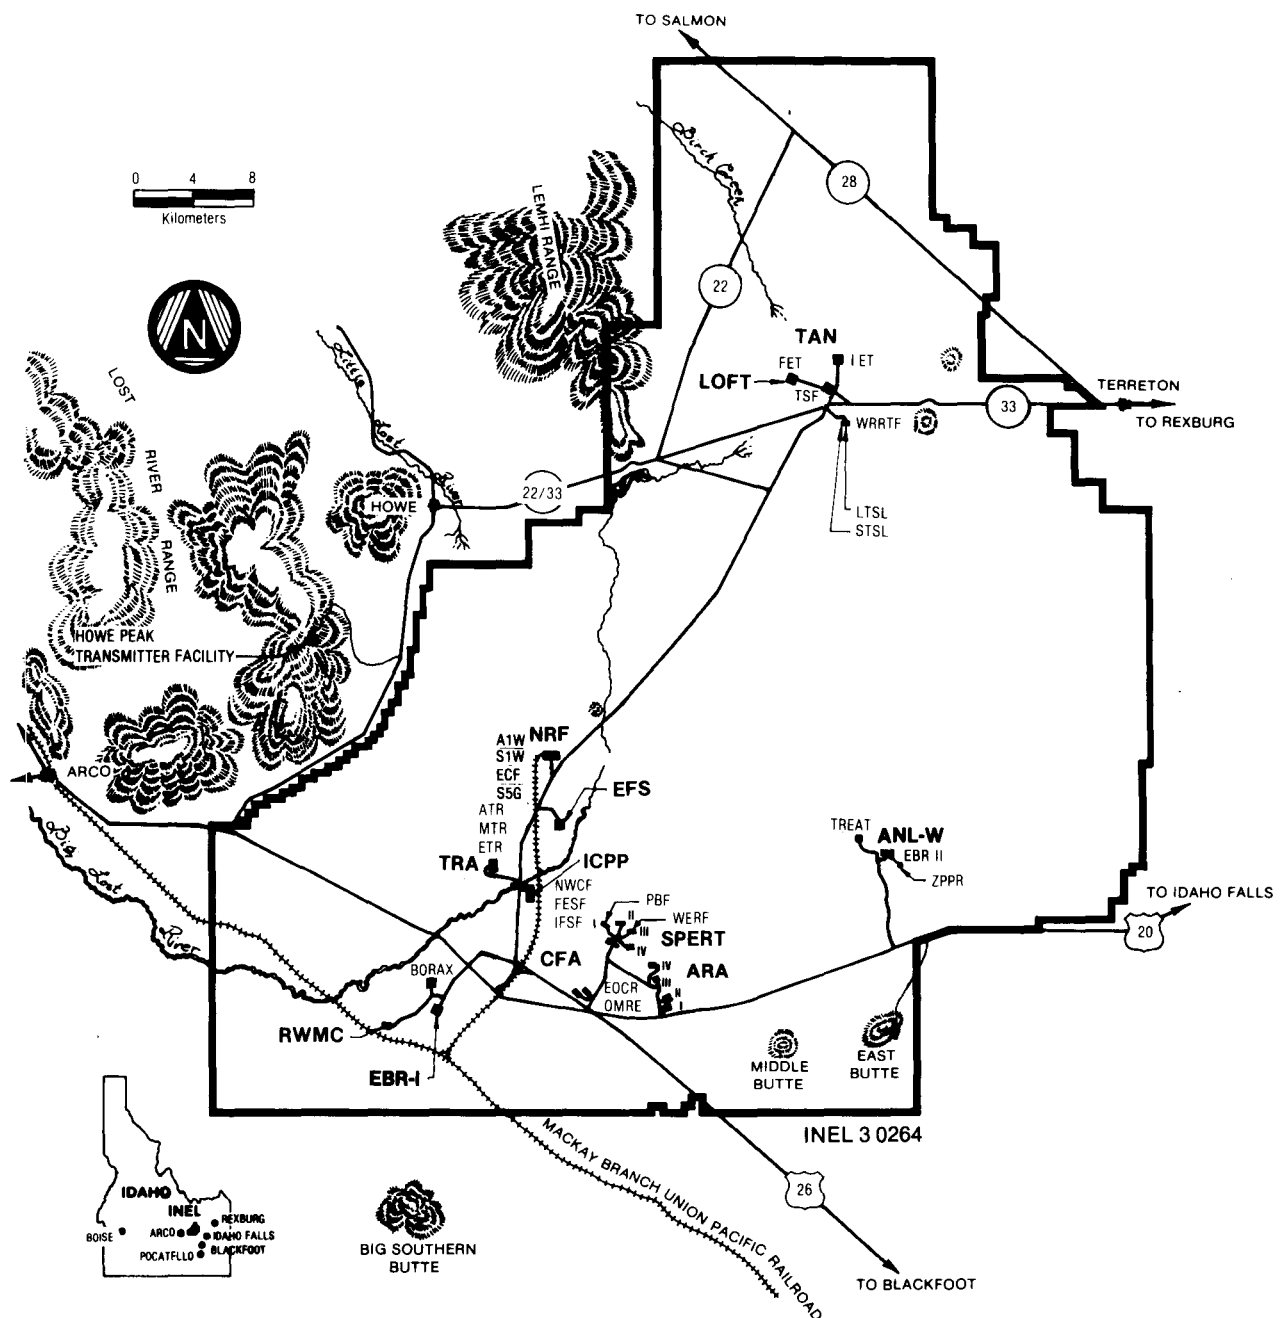 TO SALMON
0 4 8
Kilometers
Birch Creek
28
LEMHI RANGE
22
N
TAN
FET
IET
LOFT
TSF
WRRTF
33
TERRETON
TO REXBURG
LOST
RIVER
RANGE
Little
Lost
River
HOWE
22/33
LTSL
STSL
HOWE PEAK
TRANSMITTER FACILITY
ARCO
A1W
S1W
ECF
S5G
NRF
EFS
ATR
MTR
ETR
TRA
ICPP
NWCF
FESF
IFSF
PBF
I
II
III
IV
WERF
SPERT
TREAT
ANL-W
EBR II
ZPPR
TO IDAHO FALLS
20
Big Lost
River
CFA
BORAX
EOCR
OMRE
IV
III
II
I
ARA
RWMC
EBR-I
MIDDLE
BUTTE
EAST
BUTTE
INEL 3 0264
MACKAY BRANCH UNION PACIFIC RAILROAD
26
TO BLACKFOOT
IDAHO
INEL
REXBURG
BOISE
ARCO
IDAHO FALLS
BLACKFOOT
POCATELLO
BIG SOUTHERN
BUTTE